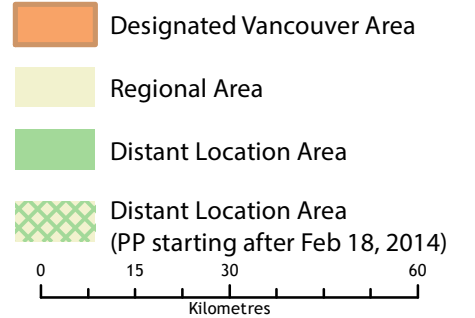 Designated Vancouver Area
Regional Area
Distant Location Area
Distant Location Area
(PP starting after Feb 18, 2014)
0 15 30 60
Kilometres